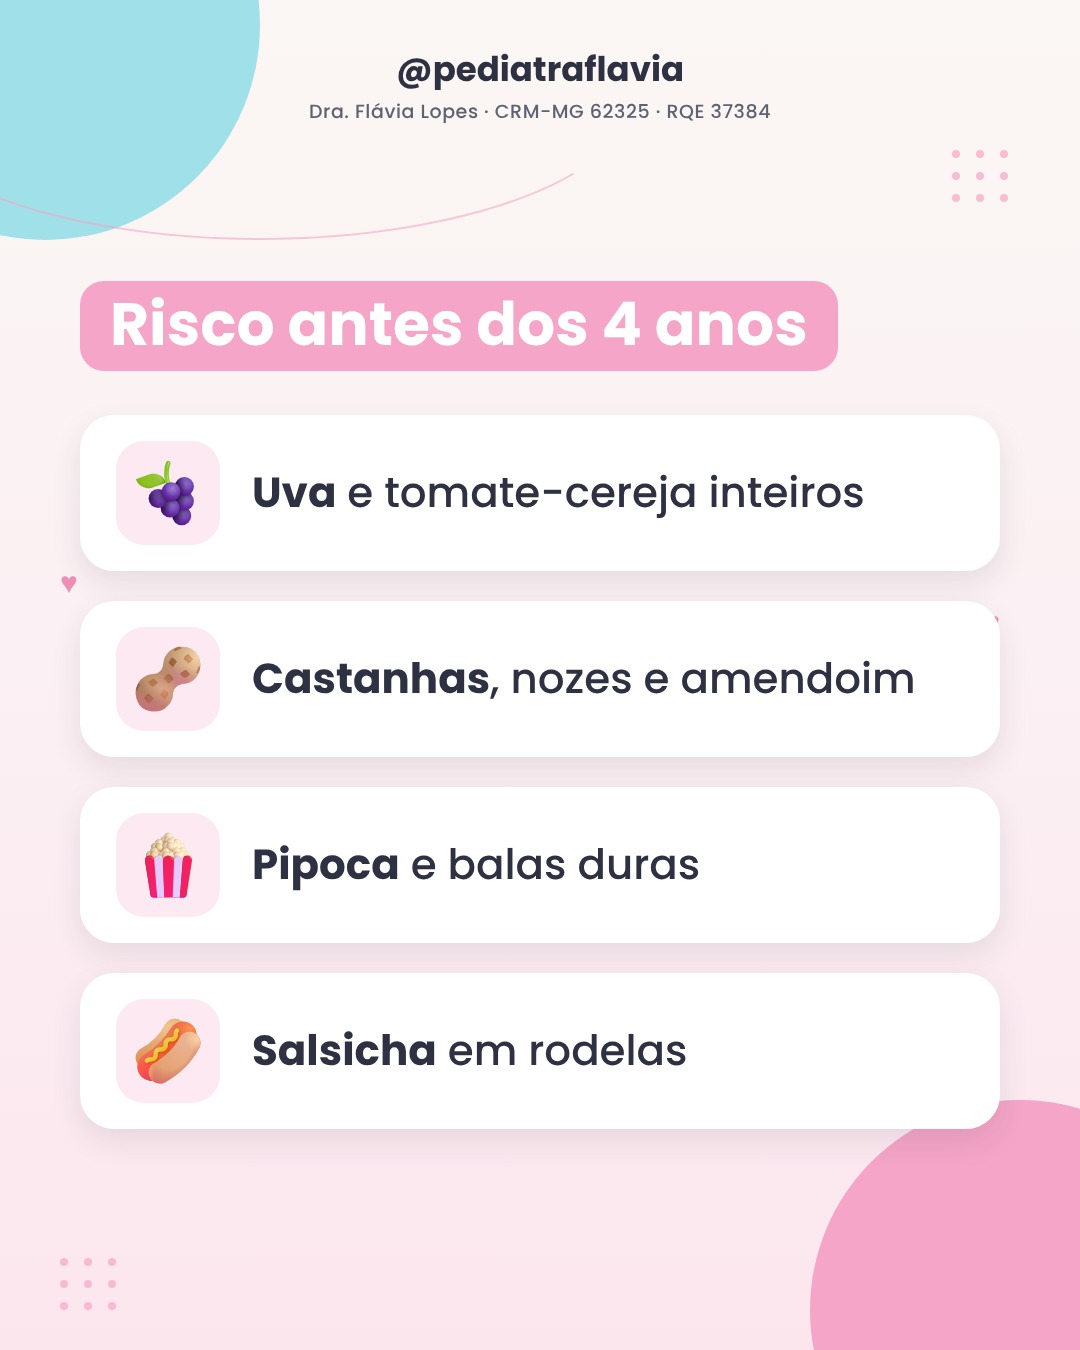 @pediatraflavia
Dra. Flávia Lopes · CRM-MG 62325 · RQE 37384
Risco antes dos 4 anos
Uva e tomate-cereja inteiros
Castanhas, nozes e amendoim
Pipoca e balas duras
Salsicha em rodelas